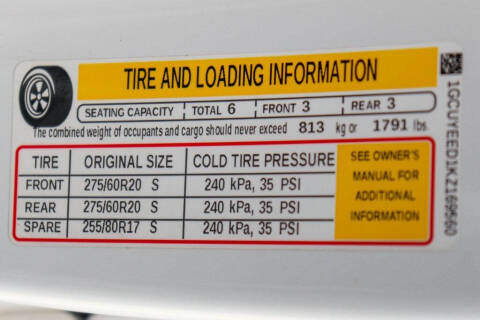 TIRE AND LOADING INFORMATION
SEATING CAPACITY TOTAL 6 FRONT 3 REAR 3
The combined weight of occupants and cargo should never exceed 813 kg or 1791 lbs.
TIRE ORIGINAL SIZE COLD TIRE PRESSURE
FRONT 275/60R20 S 240 kPa, 35 PSI
REAR 275/60R20 S 240 kPa, 35 PSI
SPARE 255/80R17 S 240 kPa, 35 PSI
SEE OWNER'S
MANUAL FOR
ADDITIONAL
INFORMATION
1GCUYEED1KZ169560